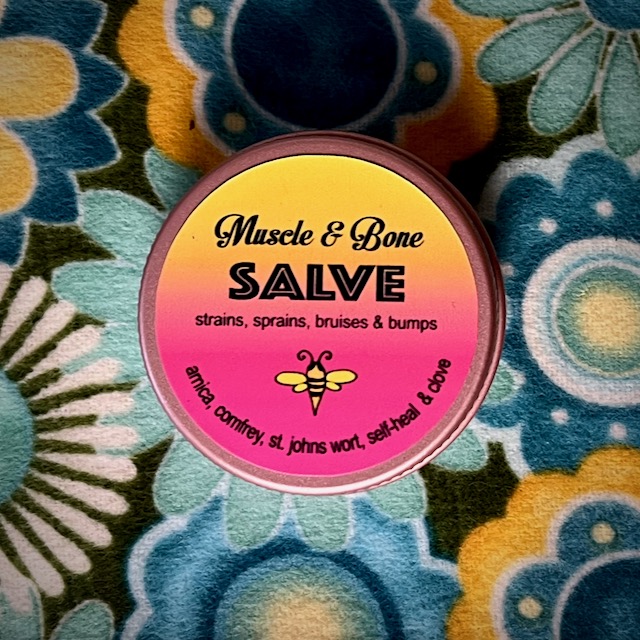 Muscle & Bone
SALVE
strains, sprains, bruises & bumps
arnica, comfrey, st. johns wort, self-heal & clove